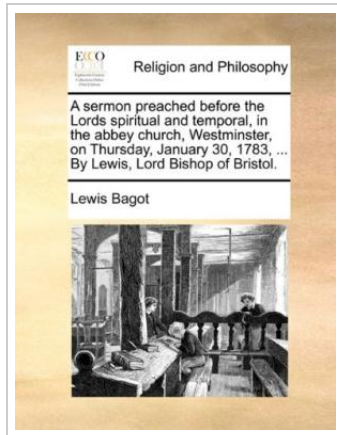 ECCO
Religion and Philosophy
A sermon preached before the
Lords spiritual and temporal, in
the abbey church, Westminster,
on Thursday, January 30, 1783, ...
By Lewis, Lord Bishop of Bristol.
Lewis Bagot